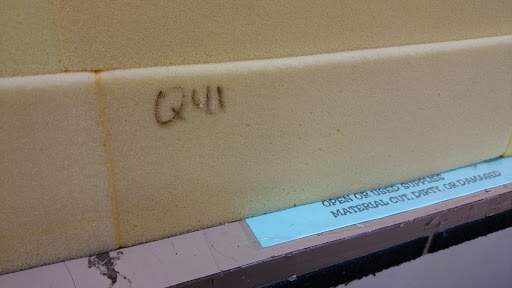 Q41
OPEN OR USED SUPPLIES
MATERIAL CUT, DIRTY, OR DAMAGED